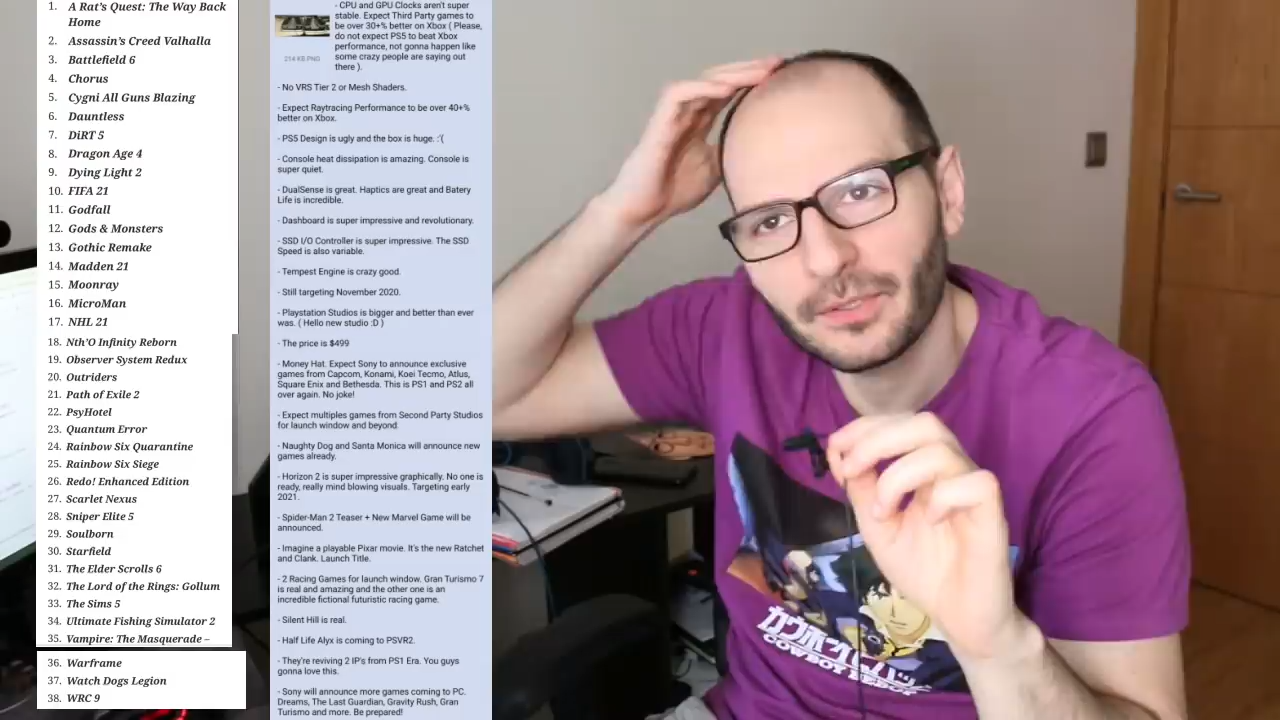 1. A Rat's Quest: The Way Back
Home
2. Assassin's Creed Valhalla
3. Battlefield 6
4. Chorus
5. Cygni All Guns Blazing
6. Dauntless
7. DiRT 5
8. Dragon Age 4
9. Dying Light 2
10. FIFA 21
11. Godfall
12. Gods & Monsters
13. Gothic Remake
14. Madden 21
15. Moonray
16. MicroMan
17. NHL 21
18. Nth'O Infinity Reborn
19. Observer System Redux
20. Outriders
21. Path of Exile 2
22. PsyHotel
23. Quantum Error
24. Rainbow Six Quarantine
25. Rainbow Six Siege
26. Redo! Enhanced Edition
27. Scarlet Nexus
28. Sniper Elite 5
29. Soulborn
30. Starfield
31. The Elder Scrolls 6
32. The Lord of the Rings: Gollum
33. The Sims 5
34. Ultimate Fishing Simulator 2
35. Vampire: The Masquerade –
36. Warframe
37. Watch Dogs Legion
38. WRC 9
214 KB PNG
- CPU and GPU Clocks aren't super
stable. Expect Third Party games to
be over 30+% better on Xbox ( Please,
do not expect PS5 to beat Xbox
performance, not gonna happen like
some crazy people are saying out
there ).
- No VRS Tier 2 or Mesh Shaders.
- Expect Raytracing Performance to be over 40+%
better on Xbox.
- PS5 Design is ugly and the box is huge. :'(
- Console heat dissipation is amazing. Console is
super quiet.
- DualSense is great. Haptics are great and Batery
Life is incredible.
- Dashboard is super impressive and revolutionary.
- SSD I/O Controller is super impressive. The SSD
Speed is also variable.
- Tempest Engine is crazy good.
- Still targeting November 2020.
- Playstation Studios is bigger and better than ever
was. ( Hello new studio :D )
- The price is $499
- Money Hat. Expect Sony to announce exclusive
games from Capcom, Konami, Koei Tecmo, Atlus,
Square Enix and Bethesda. This is PS1 and PS2 all
over again. No joke!
- Expect multiples games from Second Party Studios
for launch window and beyond.
- Naughty Dog and Santa Monica will announce new
games already.
- Horizon 2 is super impressive graphically. No one is
ready, really mind blowing visuals. Targeting early
2021.
- Spider-Man 2 Teaser + New Marvel Game will be
announced.
- Imagine a playable Pixar movie. It's the new Ratchet
and Clank. Launch Title.
- 2 Racing Games for launch window. Gran Turismo 7
is real and amazing and the other one is an
incredible fictional futuristic racing game.
- Silent Hill is real.
- Half Life Alyx is coming to PSVR2.
- They're reviving 2 IP's from PS1 Era. You guys
gonna love this.
- Sony will announce more games coming to PC.
Dreams, The Last Guardian, Gravity Rush, Gran
Turismo and more. Be prepared!
カウボーイビバップ
COWBOY BEBOP